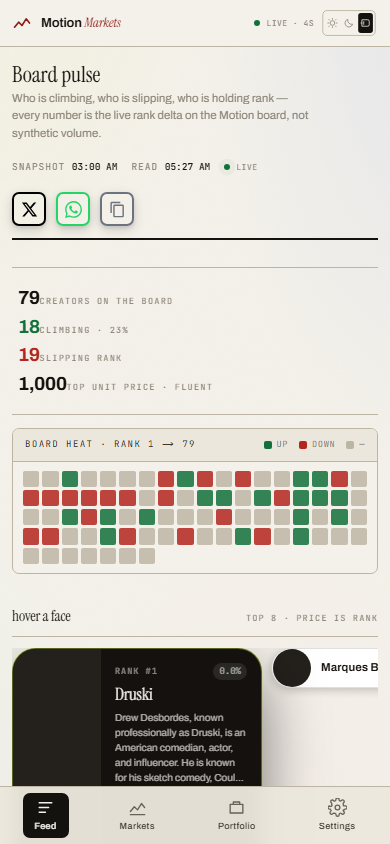 Motion Markets
LIVE · 4S
Board pulse
Who is climbing, who is slipping, who is holding rank —
every number is the live rank delta on the Motion board, not
synthetic volume.
SNAPSHOT 03:00 AM READ 05:27 AM LIVE
79 CREATORS ON THE BOARD
18 CLIMBING · 23%
19 SLIPPING RANK
1,000 TOP UNIT PRICE · FLUENT
BOARD HEAT · RANK 1 ⟶ 79
UP DOWN —
hover a face
TOP 8 · PRICE IS RANK
RANK #1
0.0%
Druski
Drew Desbordes, known
professionally as Druski, is an
American comedian, actor,
and influencer. He is known
for his sketch comedy, Coul...
Marques B
Feed
Markets
Portfolio
Settings